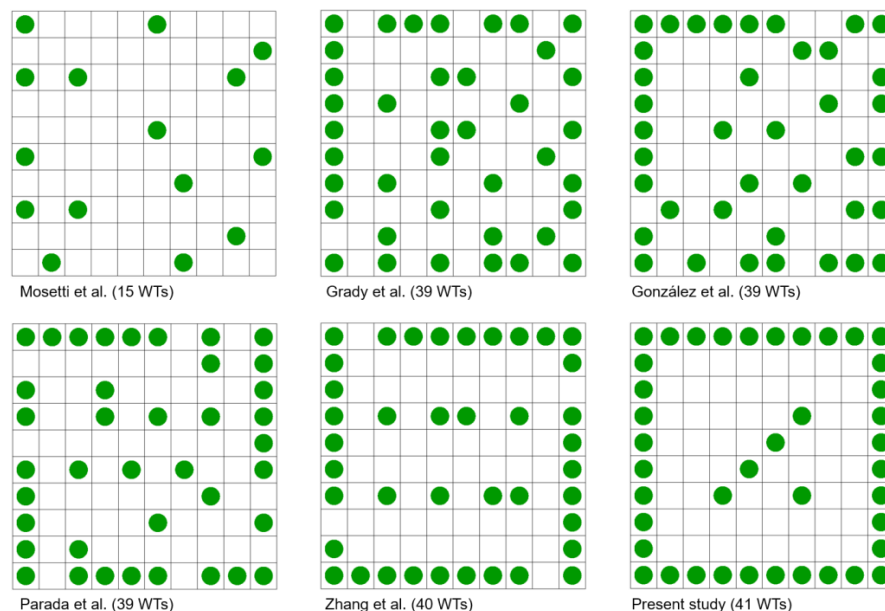 Mosetti et al. (15 WTs)
Grady et al. (39 WTs)
González et al. (39 WTs)
Parada et al. (39 WTs)
Zhang et al. (40 WTs)
Present study (41 WTs)